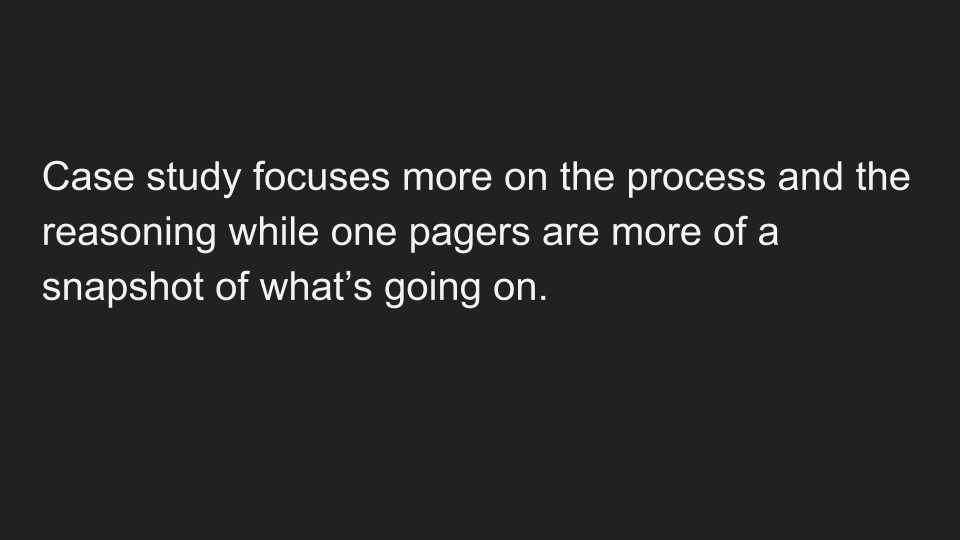 Case study focuses more on the process and the
reasoning while one pagers are more of a
snapshot of what’s going on.